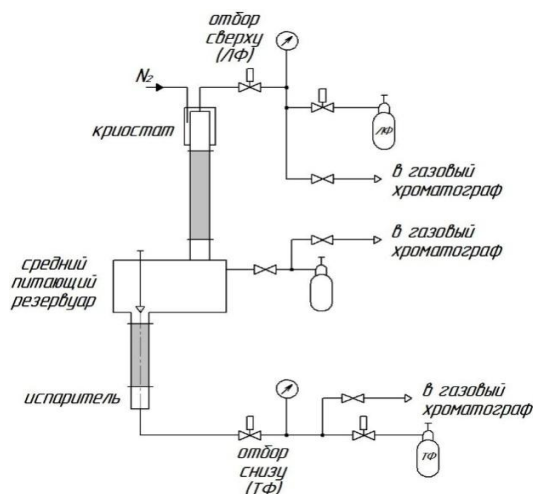 отбор
сверху
(ЛФ)
N₂
криостат
ЛФ
в газовый
хроматограф
в газовый
хроматограф
средний
питающий
резервуар
испаритель
в газовый
хроматограф
отбор
снизу
(ТФ)
ТФ